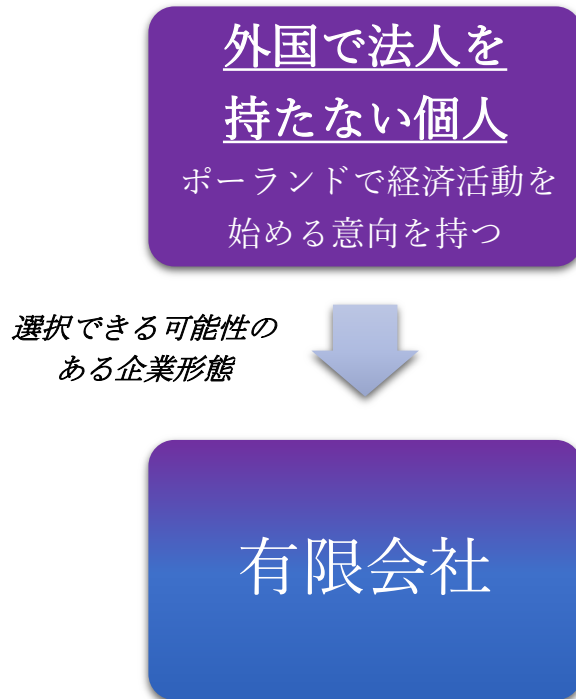 外国で法人を
持たない個人
ポーランドで経済活動を
始める意向を持つ
選択できる可能性の
ある企業形態
有限会社